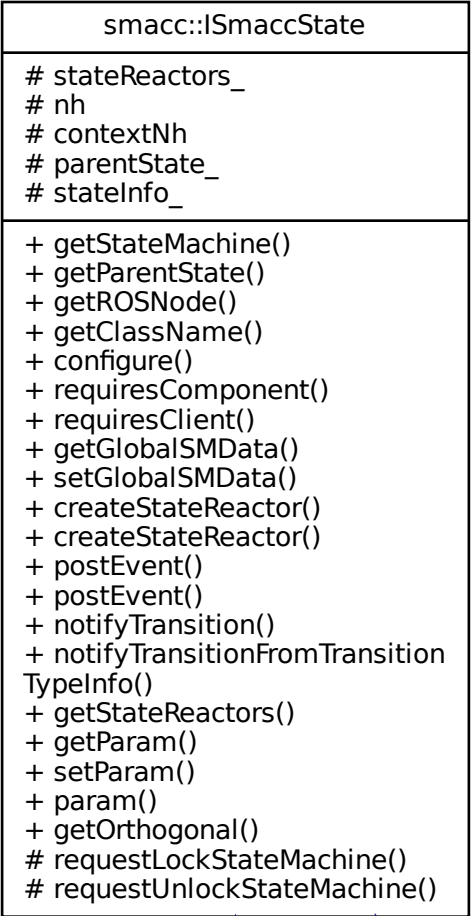 smacc::ISmaccState
# stateReactors_
# nh
# contextNh
# parentState_
# stateInfo_
+ getStateMachine()
+ getParentState()
+ getROSNode()
+ getClassName()
+ configure()
+ requiresComponent()
+ requiresClient()
+ getGlobalSMData()
+ setGlobalSMData()
+ createStateReactor()
+ createStateReactor()
+ postEvent()
+ postEvent()
+ notifyTransition()
+ notifyTransitionFromTransition
TypeInfo()
+ getStateReactors()
+ getParam()
+ setParam()
+ param()
+ getOrthogonal()
# requestLockStateMachine()
# requestUnlockStateMachine()